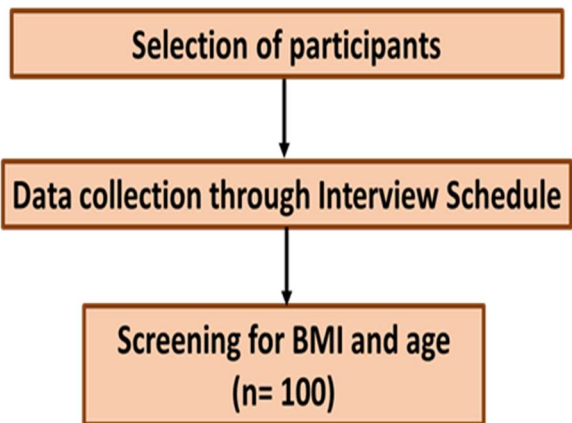 Selection of participants
Data collection through Interview Schedule
Screening for BMI and age
(n= 100)